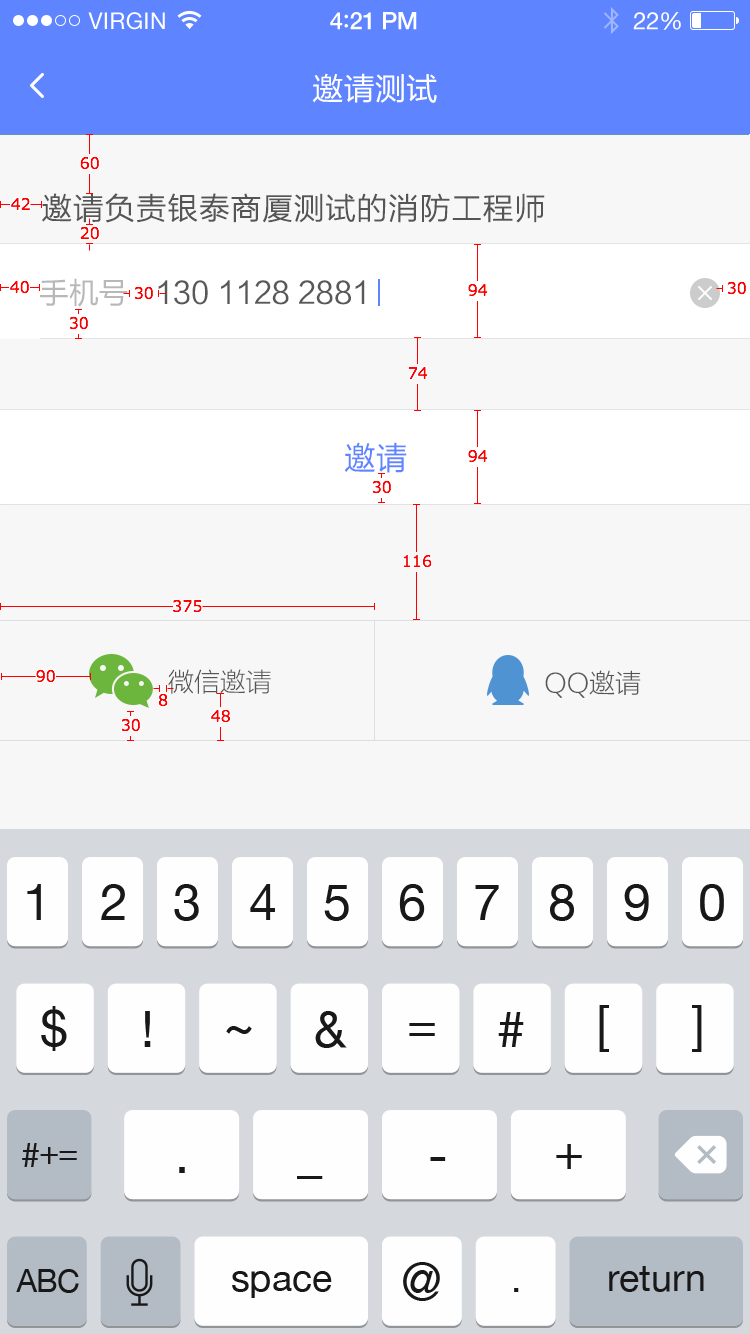 VIRGIN 4:21 PM 22%
邀请测试
60
42 邀请负责银泰商厦测试的消防工程师
20
40 手机号 30 130 1128 2881 94 30
30
74
邀请 94
30
116
375
90 微信邀请 QQ邀请
8
30 48
1 2 3 4 5 6 7 8 9 0
$ ! ~ & = # [ ]
#+= . _ - +
ABC space @ . return